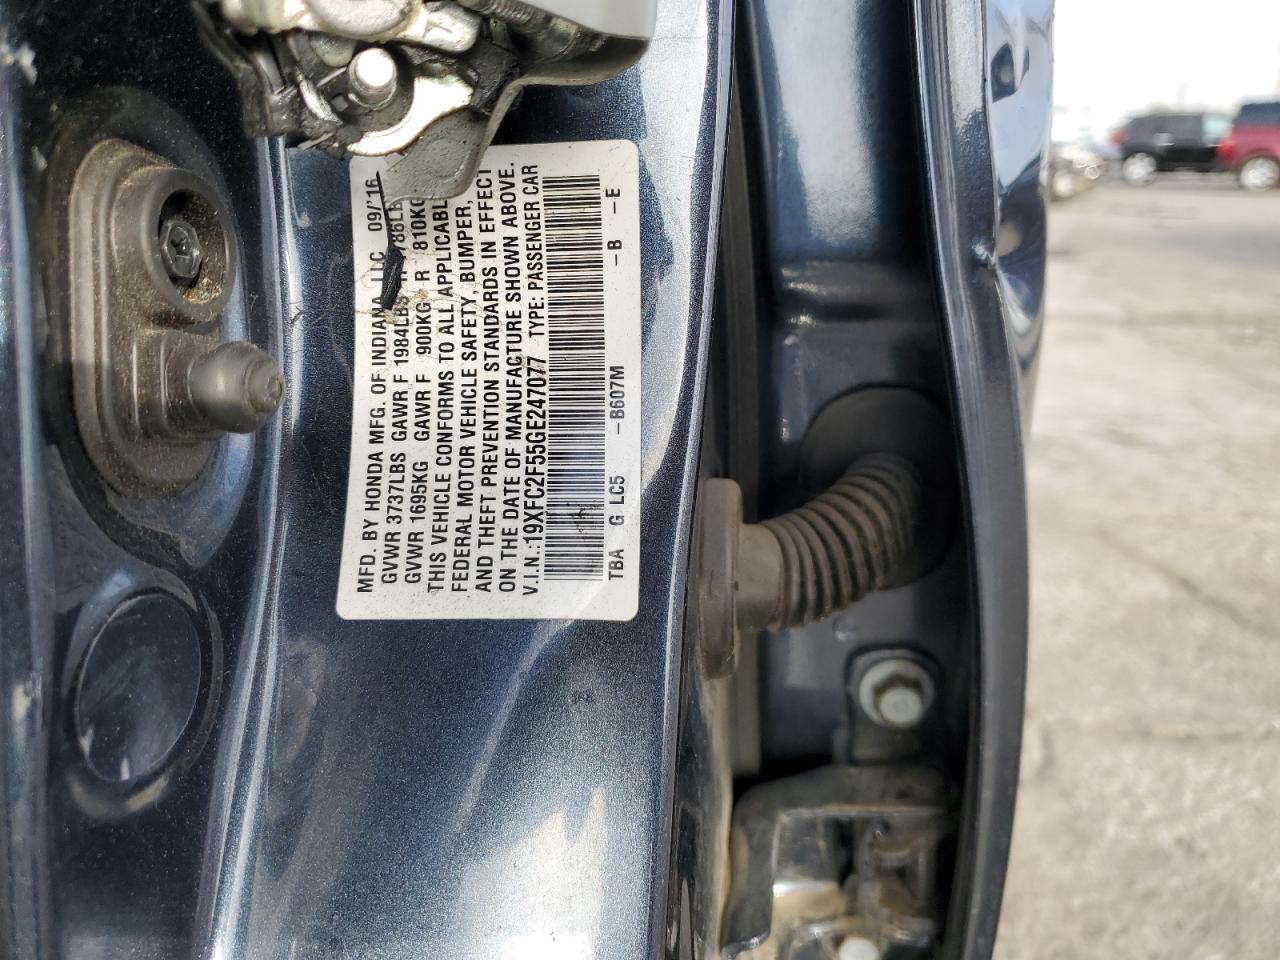 MFD. BY HONDA MFG. OF INDIANA LLC 09/'16
GVWR 3737LBS GAWR F 1984LBS 786LB
GVWR 1695KG GAWR F 900KG R 810KG
THIS VEHICLE CONFORMS TO ALL APPLICABL
FEDERAL MOTOR VEHICLE SAFETY, BUMPER,
AND THEFT PREVENTION STANDARDS IN EFFECT
ON THE DATE OF MANUFACTURE SHOWN ABOVE.
V.I.N.:19XFC2F55GE247077 TYPE: PASSENGER CAR
TBA G LC5 -B607M -B -E